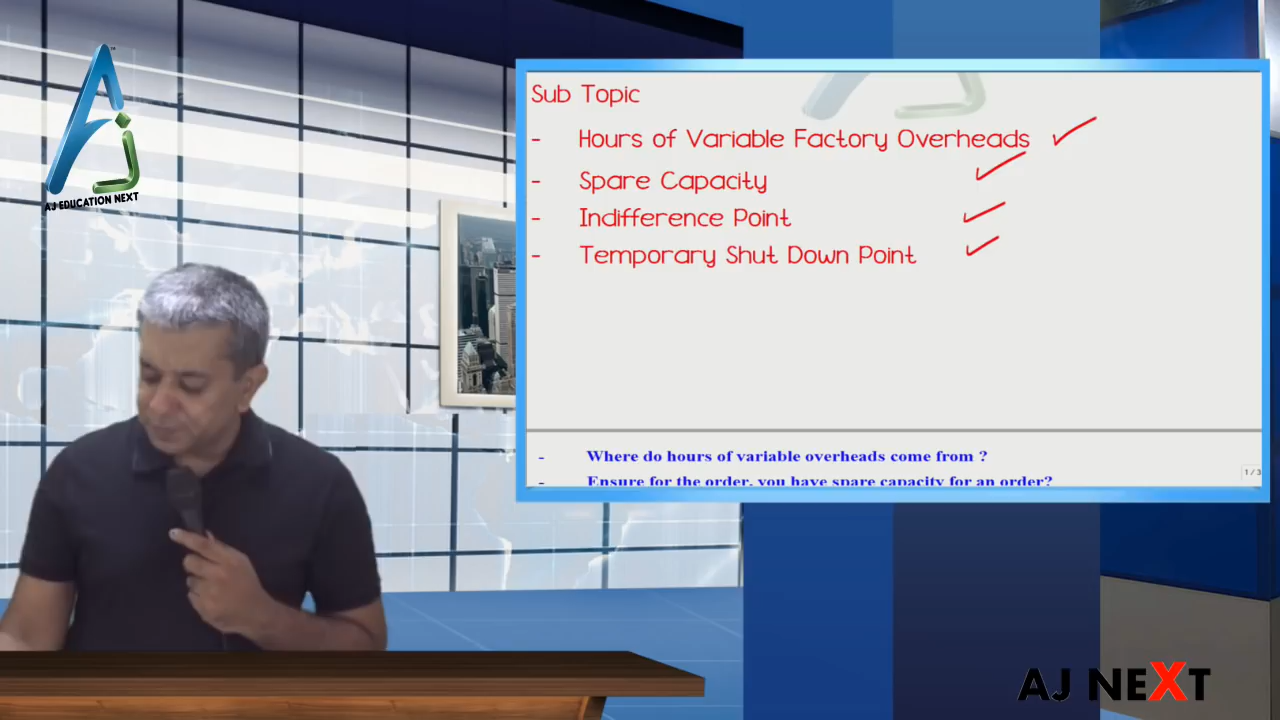 AJ EDUCATION NEXT
Sub Topic
- Hours of Variable Factory Overheads
- Spare Capacity
- Indifference Point
- Temporary Shut Down Point
- Where do hours of variable overheads come from ?
1/3
- Ensure for the order, you have spare capacity for an order?
AJ NEXT